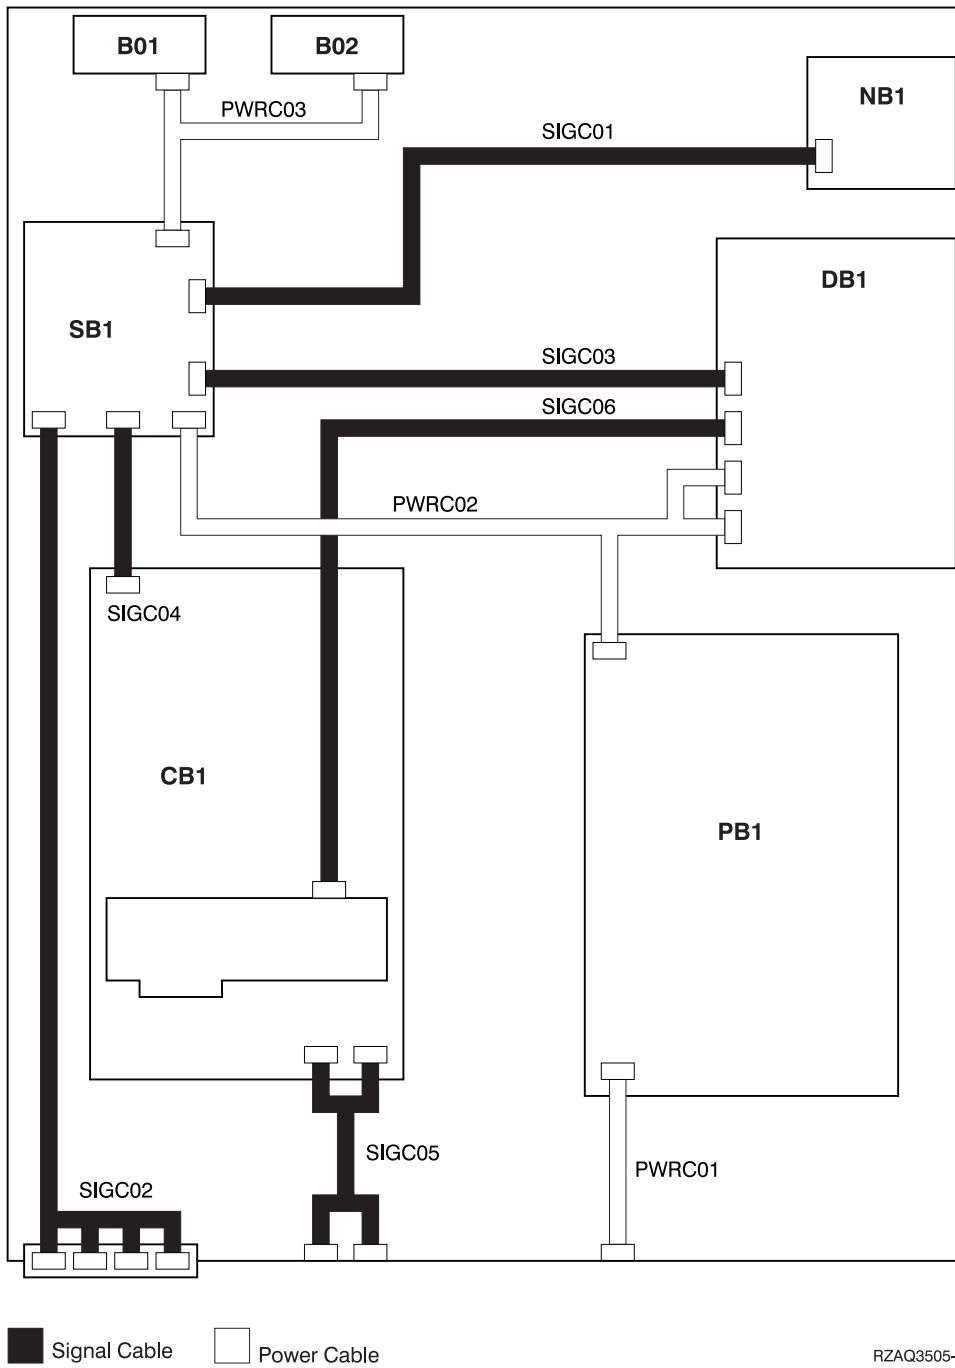 B01
B02
PWRC03
NB1
SIGC01
DB1
SB1
SIGC03
SIGC06
PWRC02
SIGC04
CB1
PB1
SIGC05
PWRC01
SIGC02
Signal Cable
Power Cable
RZAQ3505-